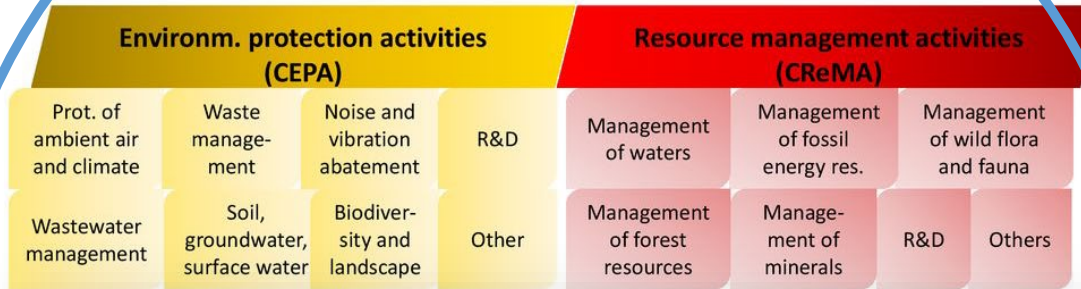 Environm. protection activities
(CEPA)
Resource management activities
(CReMA)
Prot. of
ambient air
and climate
Waste
manage-
ment
Noise and
vibration
abatement
R&D
Management
of waters
Management
of fossil
energy res.
Management
of wild flora
and fauna
Wastewater
management
Soil,
groundwater,
surface water
Biodiver-
sity and
landscape
Other
Management
of forest
resources
Manage-
ment of
minerals
R&D
Others